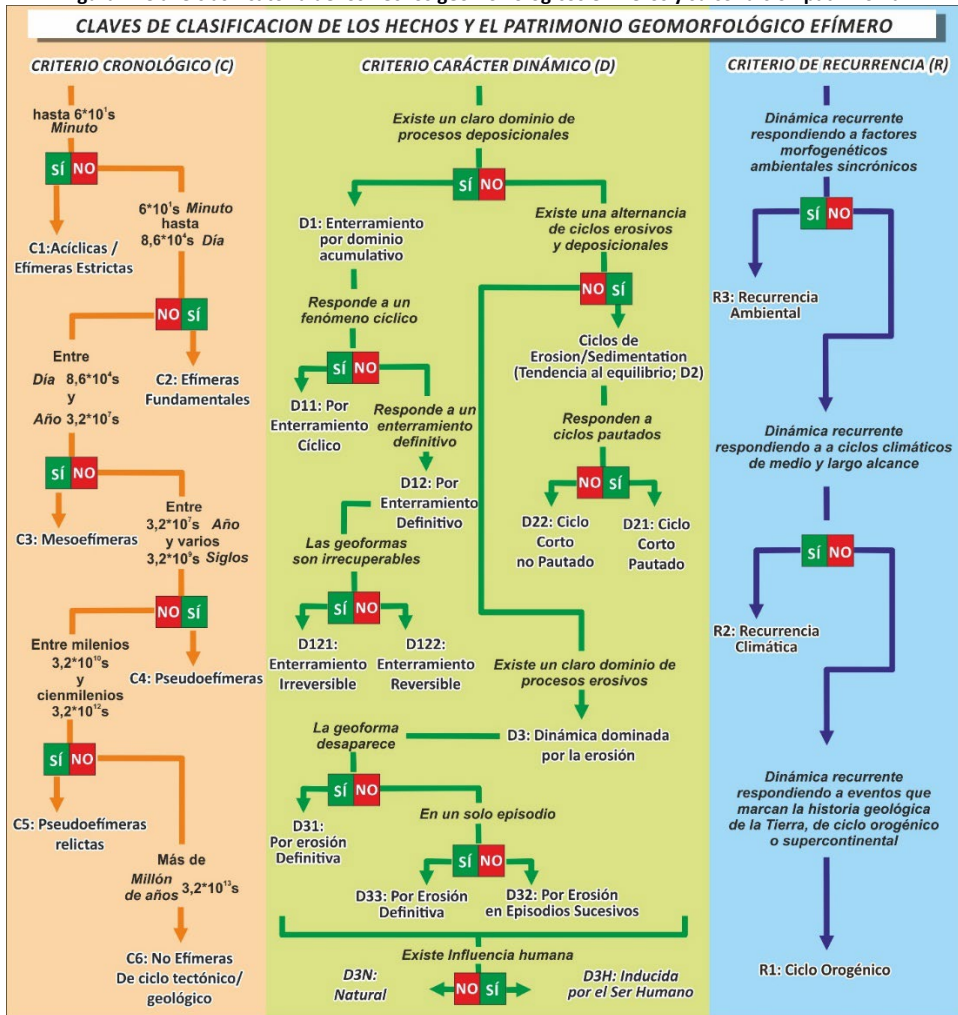 CLAVES DE CLASIFICACION DE LOS HECHOS Y EL PATRIMONIO GEOMORFOLÓGICO EFÍMERO
CRITERIO CRONOLÓGICO (C)
hasta 6*10¹s
Minuto
SÍ NO
C1:Acíclicas /
Efímeras Estrictas
6*10¹s Minuto
hasta
8,6*10⁴s Día
NO SÍ
C2: Efímeras
Fundamentales
Entre
Día 8,6*10⁴s
y
Año 3,2*10⁷s
SÍ NO
C3: Mesoefímeras
Entre
3,2*10⁷s Año
y varios
3,2*10⁹s Siglos
NO SÍ
C4: Pseudoefímeras
Entre milenios
3,2*10¹⁰s
y
cienmilenios
3,2*10¹²s
SÍ NO
C5: Pseudoefímeras
relictas
Más de
Millón
de años 3,2*10¹³s
C6: No Efímeras
De ciclo tectónico/
geológico
CRITERIO CARÁCTER DINÁMICO (D)
Existe un claro dominio de
procesos deposicionales
SÍ NO
D1: Enterramiento
por dominio
acumulativo
Existe una alternancia
de ciclos erosivos
y deposicionales
Responde a un
fenómeno cíclico
SÍ NO
D11: Por
Enterramiento
Cíclico
Responde a un
enterramiento
definitivo
D12: Por
Enterramiento
Definitivo
NO SÍ
Ciclos de
Erosion/Sedimentation
(Tendencia al equilibrio; D2)
Responden a
ciclos pautados
NO SÍ
D22: Ciclo
Corto
no Pautado
D21: Ciclo
Corto
Pautado
Las geoformas
son irrecuperables
SÍ NO
D121:
Enterramiento
Irreversible
D122:
Enterramiento
Reversible
Existe un claro dominio de
procesos erosivos
D3: Dinámica dominada
por la erosión
La geoforma
desaparece
SÍ NO
D31:
Por erosión
Definitiva
En un solo episodio
SÍ NO
D33: Por Erosión
Definitiva
D32: Por Erosión
en Episodios Sucesivos
Existe Influencia humana
D3N:
Natural
NO SÍ
D3H: Inducida
por el Ser Humano
CRITERIO DE RECURRENCIA (R)
Dinámica recurrente
respondiendo a factores
morfogenéticos
ambientales sincrónicos
SÍ NO
R3: Recurrencia
Ambiental
Dinámica recurrente
respondiendo a a ciclos climáticos
de medio y largo alcance
SÍ NO
R2: Recurrencia
Climática
Dinámica recurrente
respondiendo a eventos que
marcan la historia geológica
de la Tierra, de ciclo orogénico
o supercontinental
R1: Ciclo Orogénico